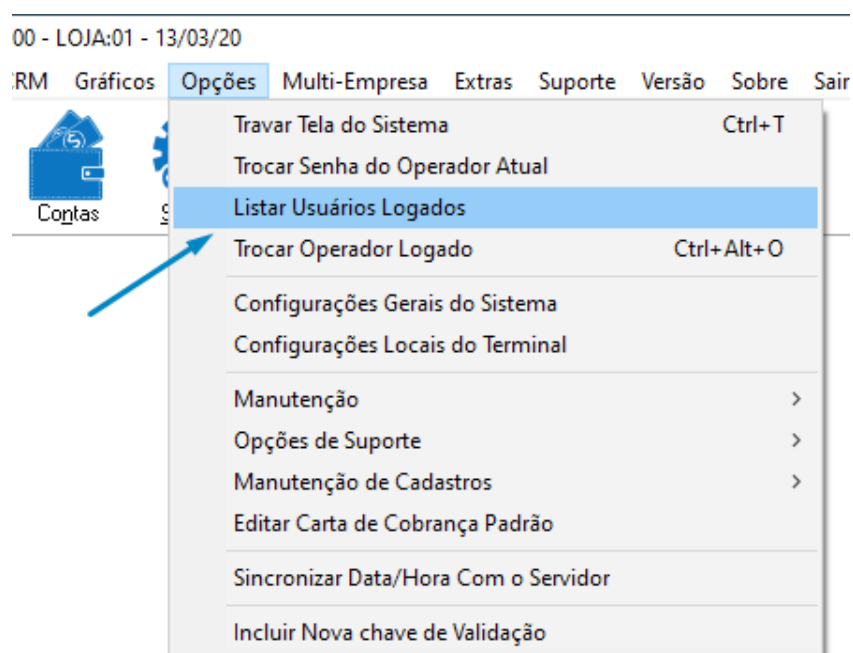 00 - LOJA:01 - 13/03/20
RM Gráficos Opções Multi-Empresa Extras Suporte Versão Sobre Sair
Travar Tela do Sistema Ctrl+T
Trocar Senha do Operador Atual
Contas
Listar Usuários Logados
Trocar Operador Logado Ctrl+Alt+O
Configurações Gerais do Sistema
Configurações Locais do Terminal
Manutenção
Opções de Suporte
Manutenção de Cadastros
Editar Carta de Cobrança Padrão
Sincronizar Data/Hora Com o Servidor
Incluir Nova chave de Validação